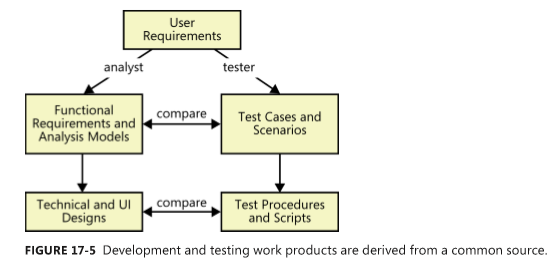 User
Requirements
analyst
tester
Functional
Requirements and
Analysis Models
compare
Test Cases and
Scenarios
Technical and UI
Designs
compare
Test Procedures
and Scripts
FIGURE 17-5 Development and testing work products are derived from a common source.